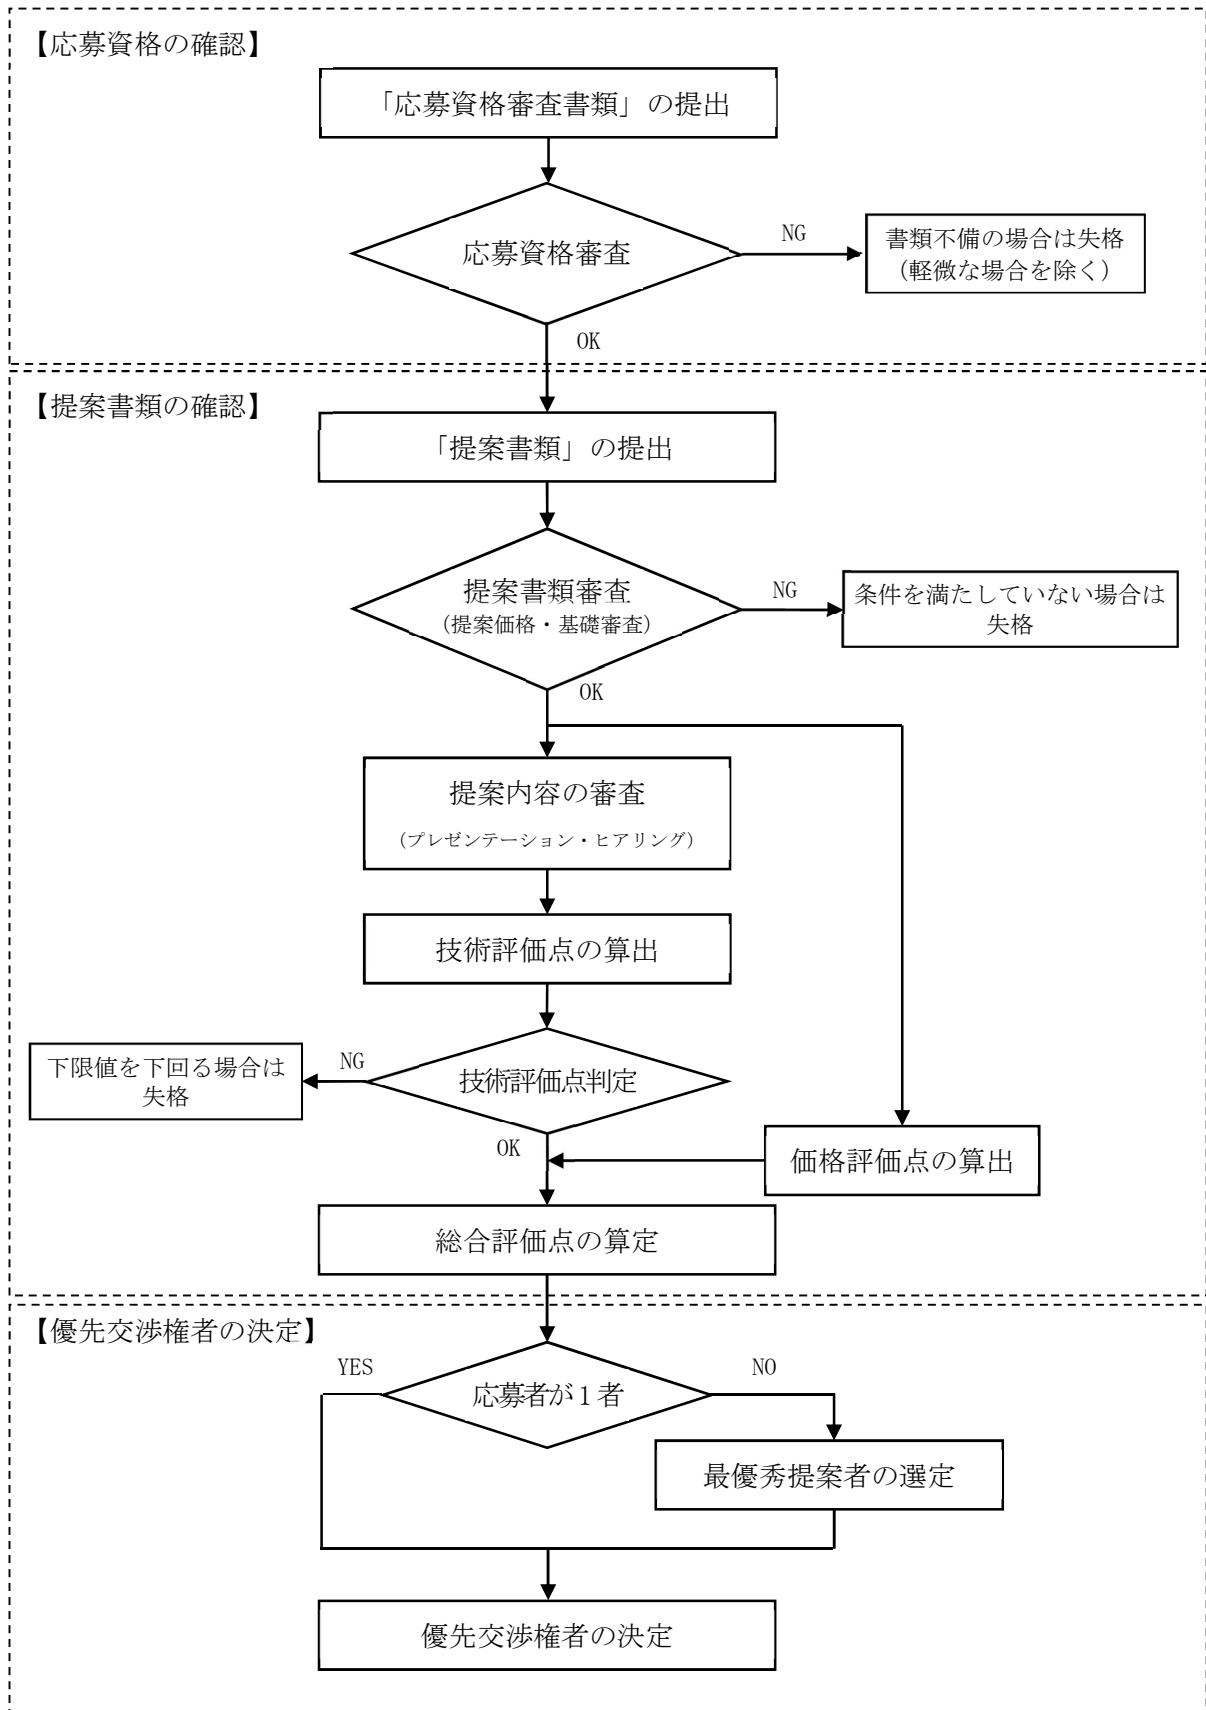 【応募資格の確認】
「応募資格審査書類」の提出
応募資格審査
NG
書類不備の場合は失格
（軽微な場合を除く）
OK
【提案書類の確認】
「提案書類」の提出
提案書類審査
（提案価格・基礎審査）
NG
条件を満たしていない場合は
失格
OK
提案内容の審査
（プレゼンテーション・ヒアリング）
技術評価点の算出
技術評価点判定
NG
下限値を下回る場合は
失格
OK
価格評価点の算出
総合評価点の算定
【優先交渉権者の決定】
応募者が１者
YES
NO
最優秀提案者の選定
優先交渉権者の決定